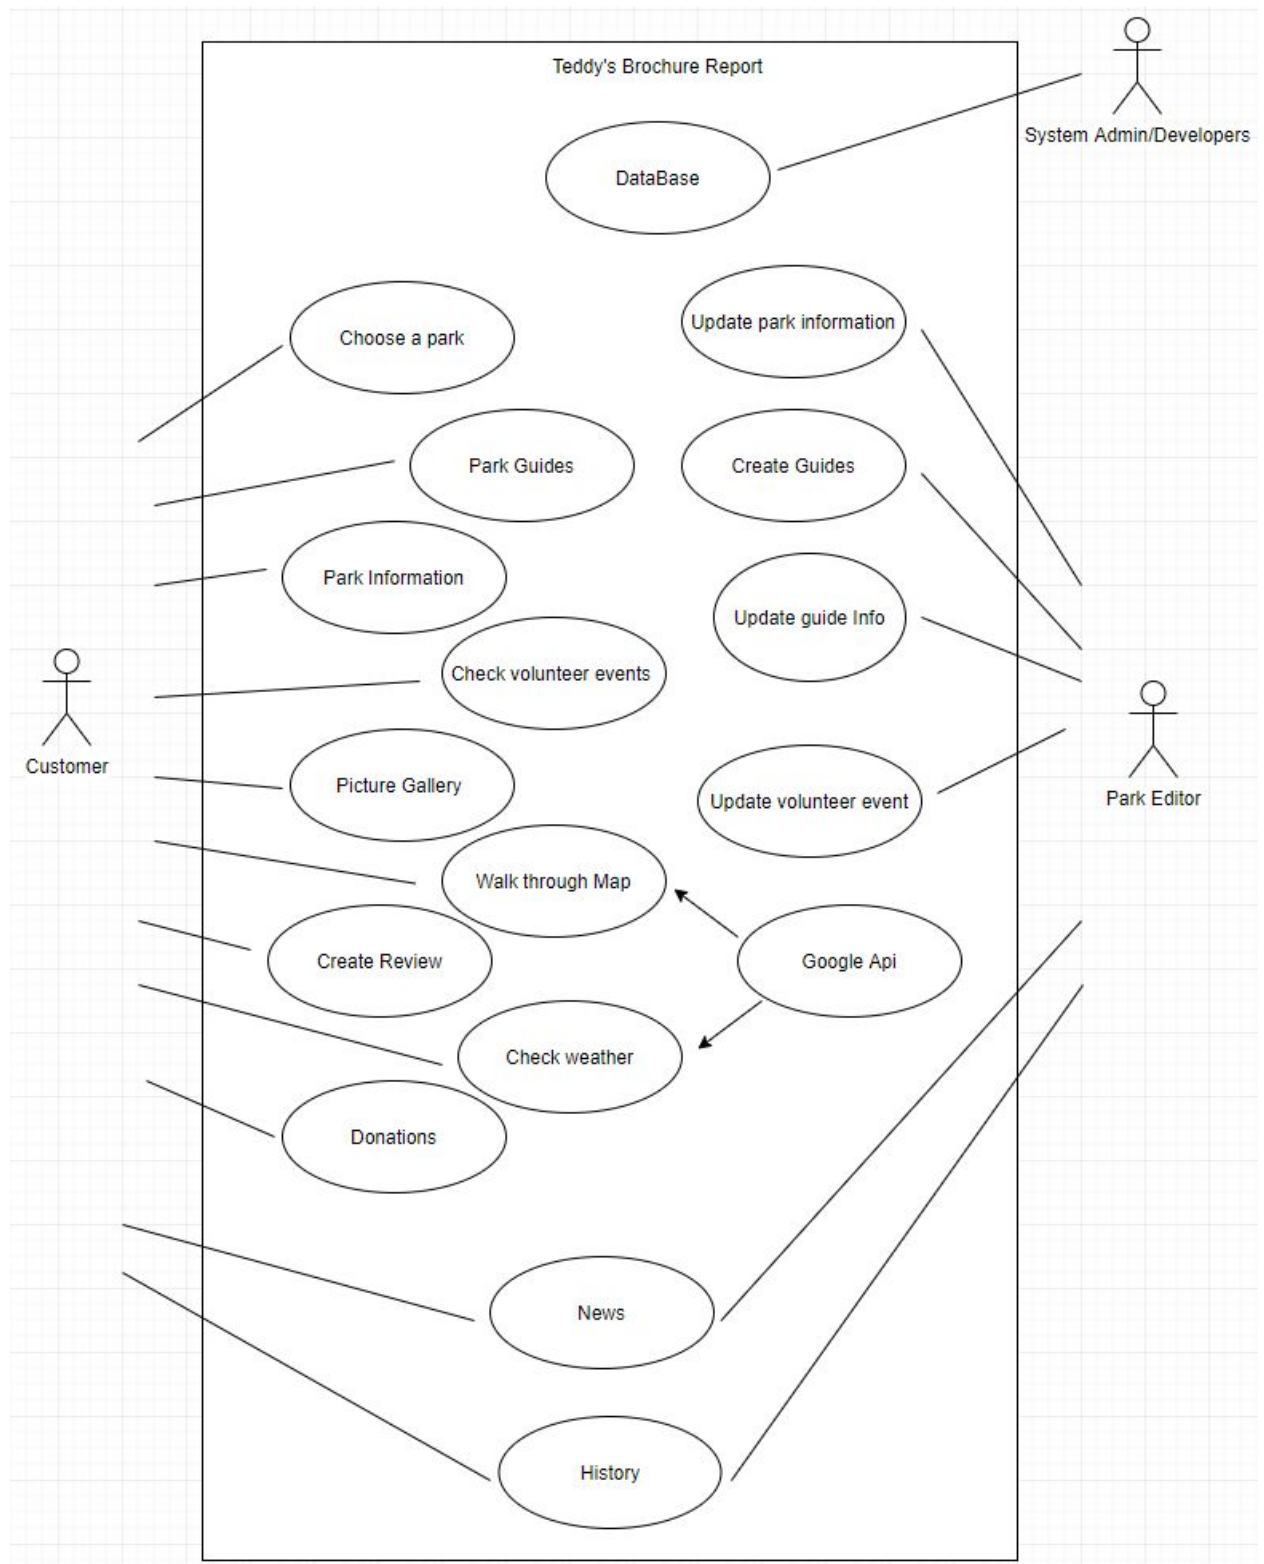 Teddy's Brochure Report
System Admin/Developers
DataBase
Update park information
Choose a park
Park Guides
Create Guides
Park Information
Update guide Info
Check volunteer events
Customer
Picture Gallery
Park Editor
Update volunteer event
Walk through Map
Create Review
Google Api
Check weather
Donations
News
History